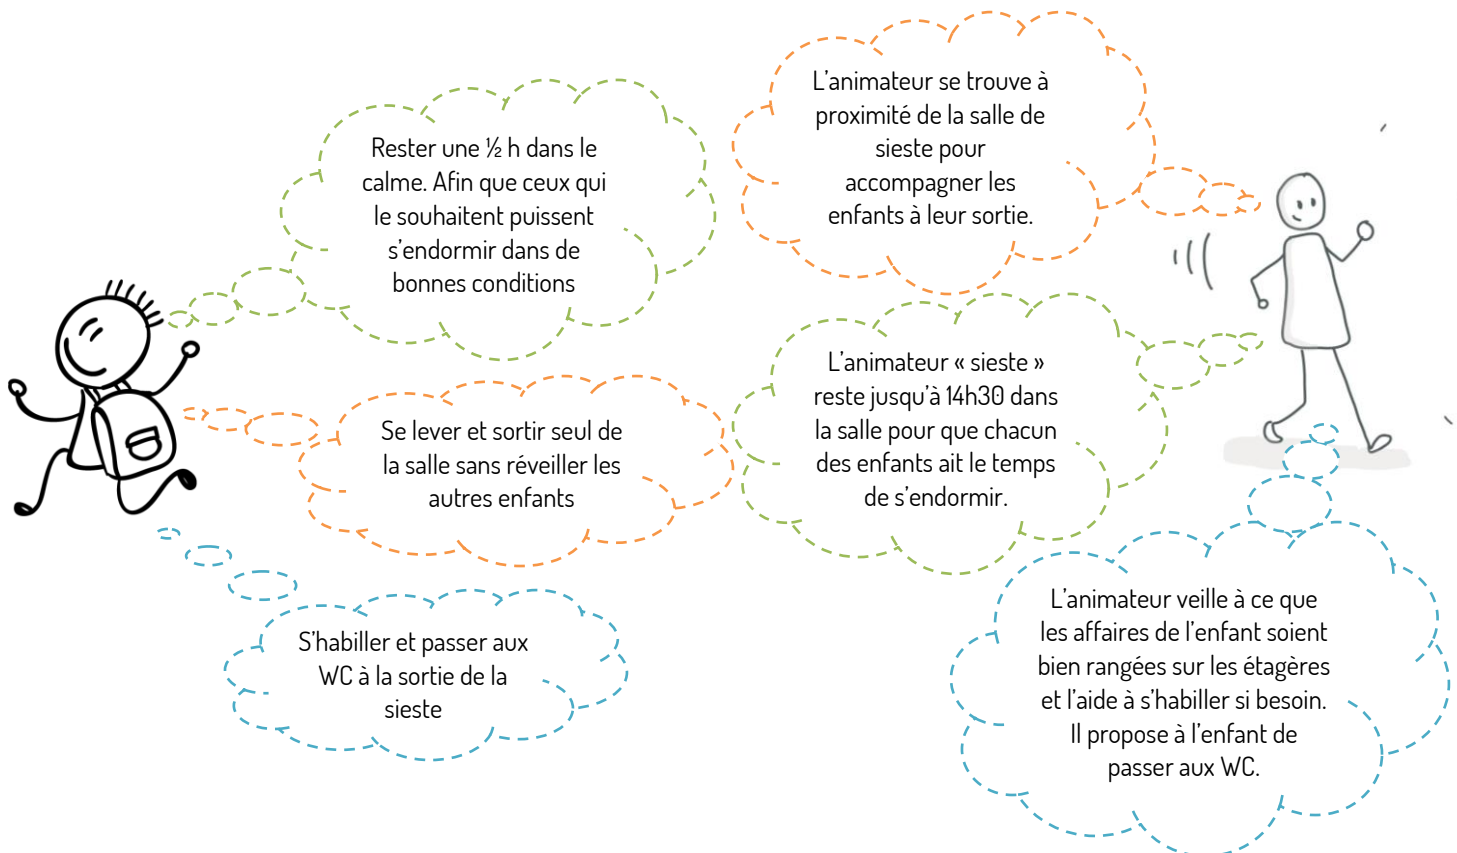 Rester une ½ h dans le
calme. Afin que ceux qui
le souhaitent puissent
s’endormir dans de
bonnes conditions
Se lever et sortir seul de
la salle sans réveiller les
autres enfants
S’habiller et passer aux
WC à la sortie de la
sieste
L’animateur se trouve à
proximité de la salle de
sieste pour
accompagner les
enfants à leur sortie.
L’animateur « sieste »
reste jusqu’à 14h30 dans
la salle pour que chacun
des enfants ait le temps
de s’endormir.
L’animateur veille à ce que
les affaires de l’enfant soient
bien rangées sur les étagères
et l’aide à s’habiller si besoin.
Il propose à l’enfant de
passer aux WC.